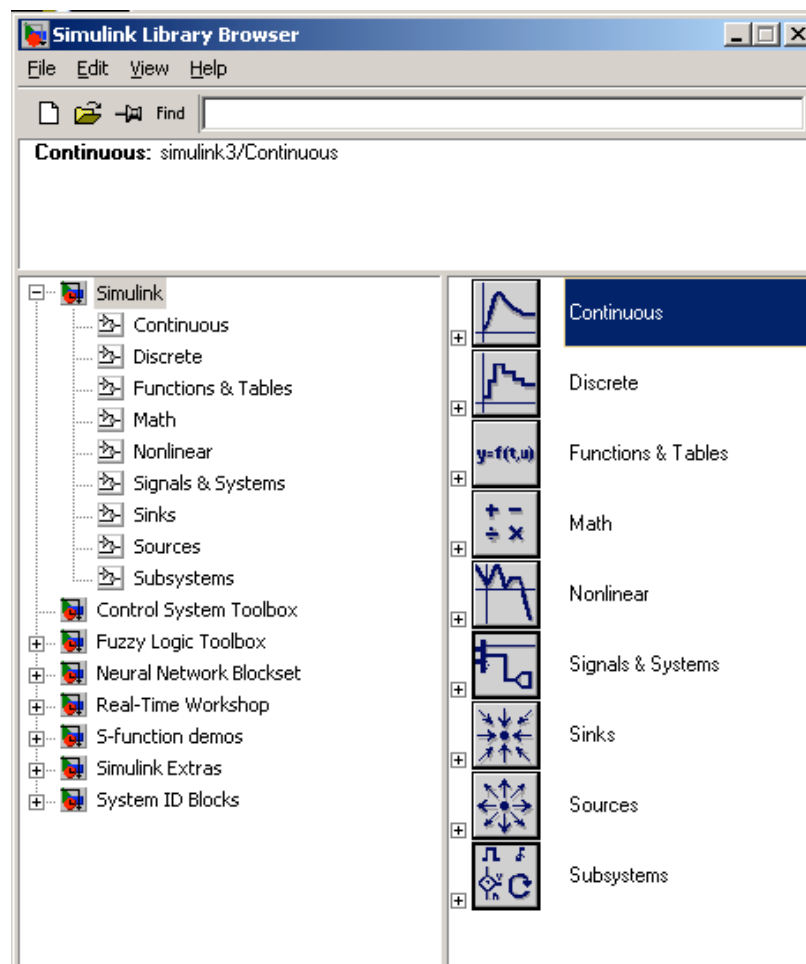 Simulink Library Browser
File Edit View Help
Find
Continuous: simulink3/Continuous
Simulink
Continuous
Discrete
Functions & Tables
Math
Nonlinear
Signals & Systems
Sinks
Sources
Subsystems
Control System Toolbox
Fuzzy Logic Toolbox
Neural Network Blockset
Real-Time Workshop
S-function demos
Simulink Extras
System ID Blocks
Continuous
Discrete
y=f(t,u) Functions & Tables
+ − ÷ × Math
Nonlinear
Signals & Systems
Sinks
Sources
Subsystems